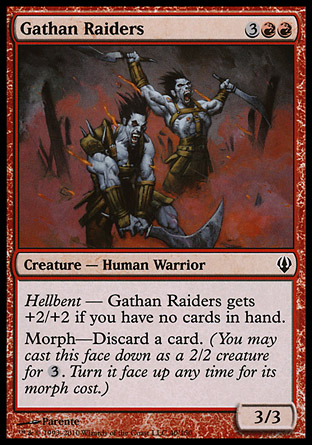 Gathan Raiders 3
Creature — Human Warrior
Hellbent — Gathan Raiders gets
+2/+2 if you have no cards in hand.
Morph—Discard a card. (You may
cast this face down as a 2/2 creature
for 3. Turn it face up any time for its
morph cost.)
Parente
3/3